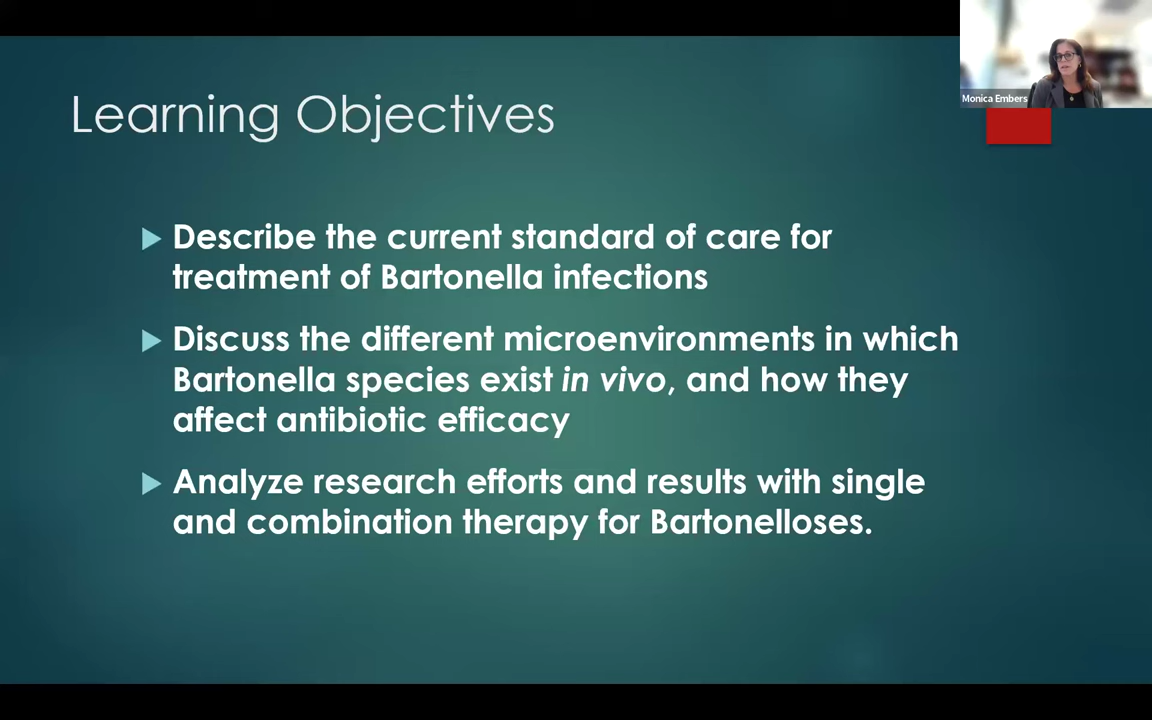 Monica Embers
Learning Objectives
Describe the current standard of care for
treatment of Bartonella infections
Discuss the different microenvironments in which
Bartonella species exist in vivo, and how they
affect antibiotic efficacy
Analyze research efforts and results with single
and combination therapy for Bartonelloses.